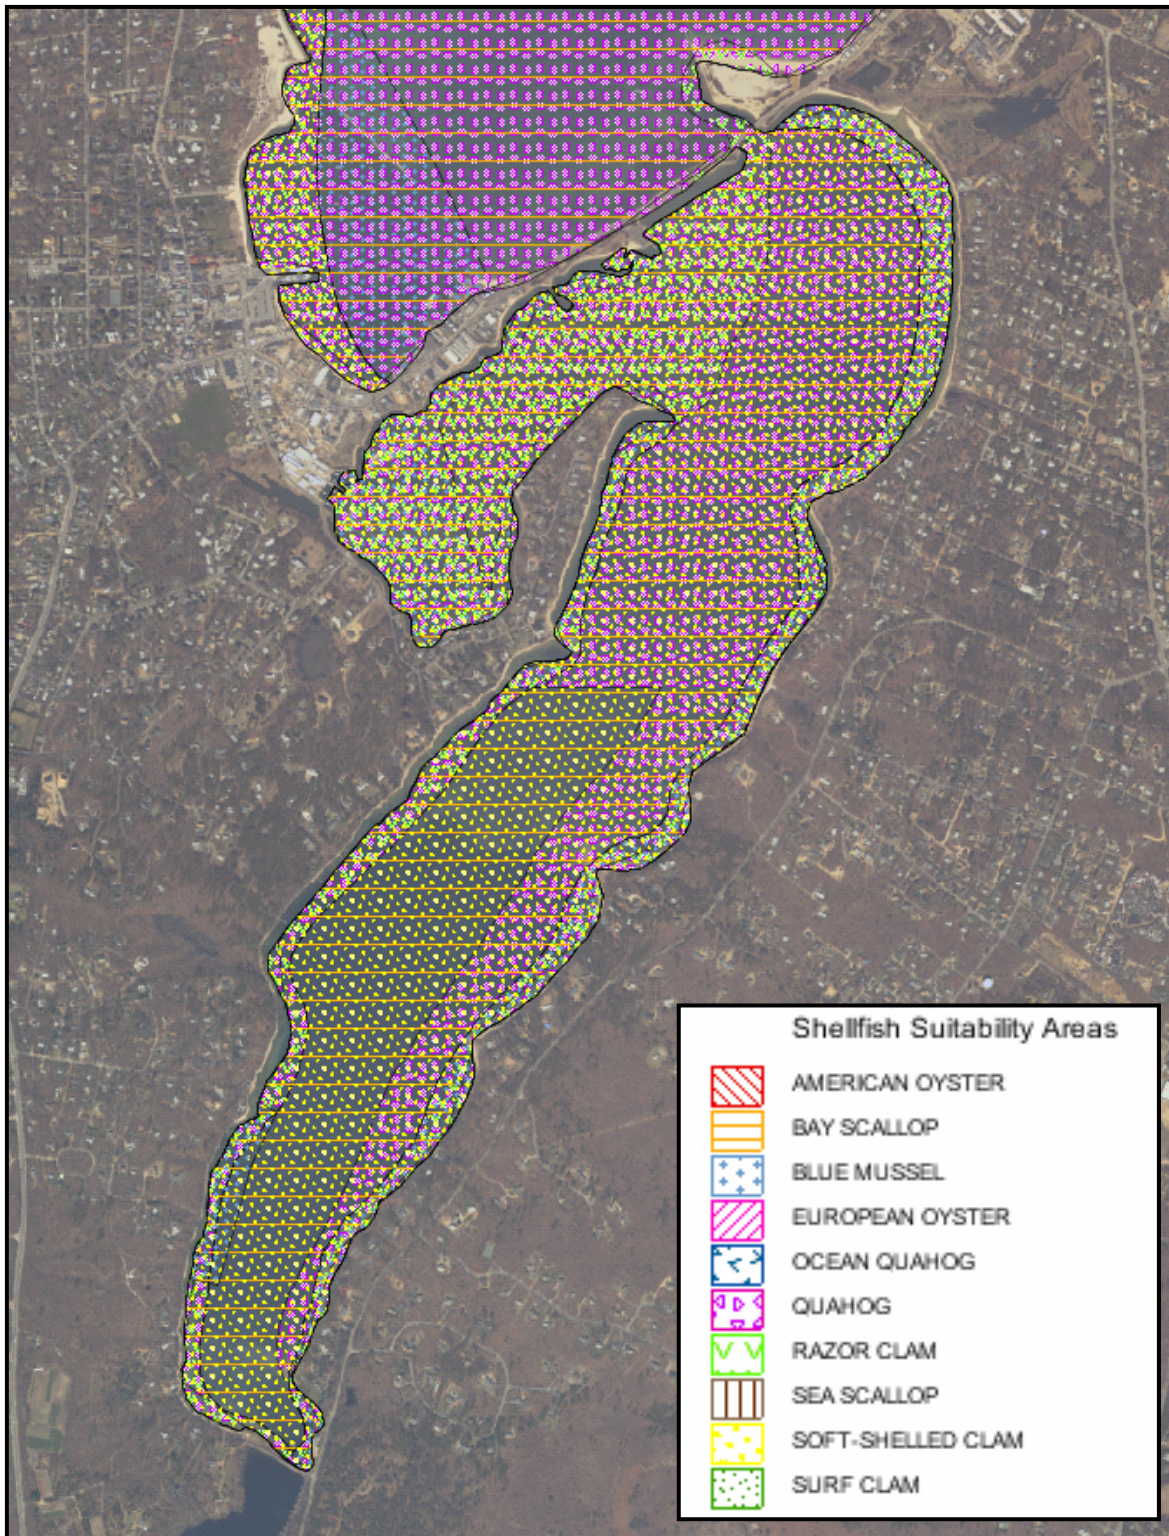 Shellfish Suitability Areas
AMERICAN OYSTER
BAY SCALLOP
BLUE MUSSEL
EUROPEAN OYSTER
OCEAN QUAHOG
QUAHOG
RAZOR CLAM
SEA SCALLOP
SOFT-SHELLED CLAM
SURF CLAM